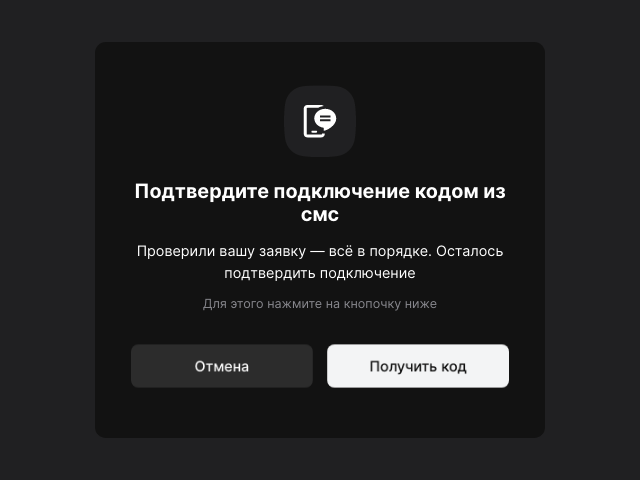 Подтвердите подключение кодом из
смс
Проверили вашу заявку — всё в порядке. Осталось
подтвердить подключение
Для этого нажмите на кнопочку ниже
Отмена
Получить код